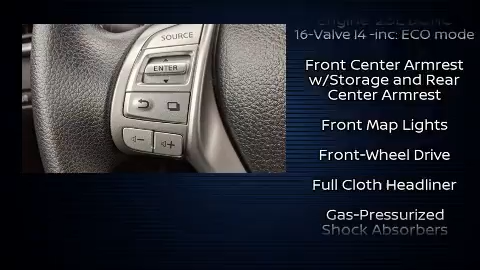 SOURCE
ENTER
16-Valve I4 -inc: ECO mode
Front Center Armrest
w/Storage and Rear
Center Armrest
Front Map Lights
Front-Wheel Drive
Full Cloth Headliner
Gas-Pressurized
Shock Absorbers